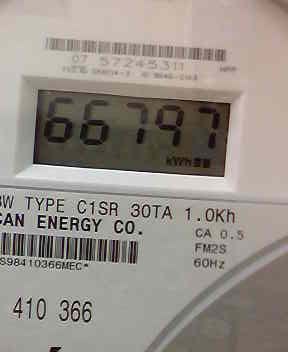 07 57245311
66797
kWh
3W TYPE C1SR 30TA 1.0Kh
CAN ENERGY CO.
CA 0.5
FM2S
60Hz
S98410366MEC*
410 366